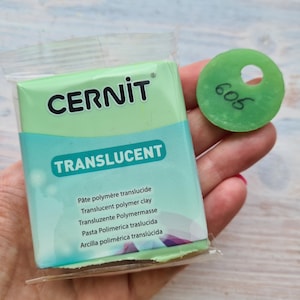 CERNiT
TRANSLUCENT
Pâte polymère translucide
Translucent polymer clay
Transluzente Polymermasse
Pasta Polimerica traslucida
Arcilla polimérica translúcida
606